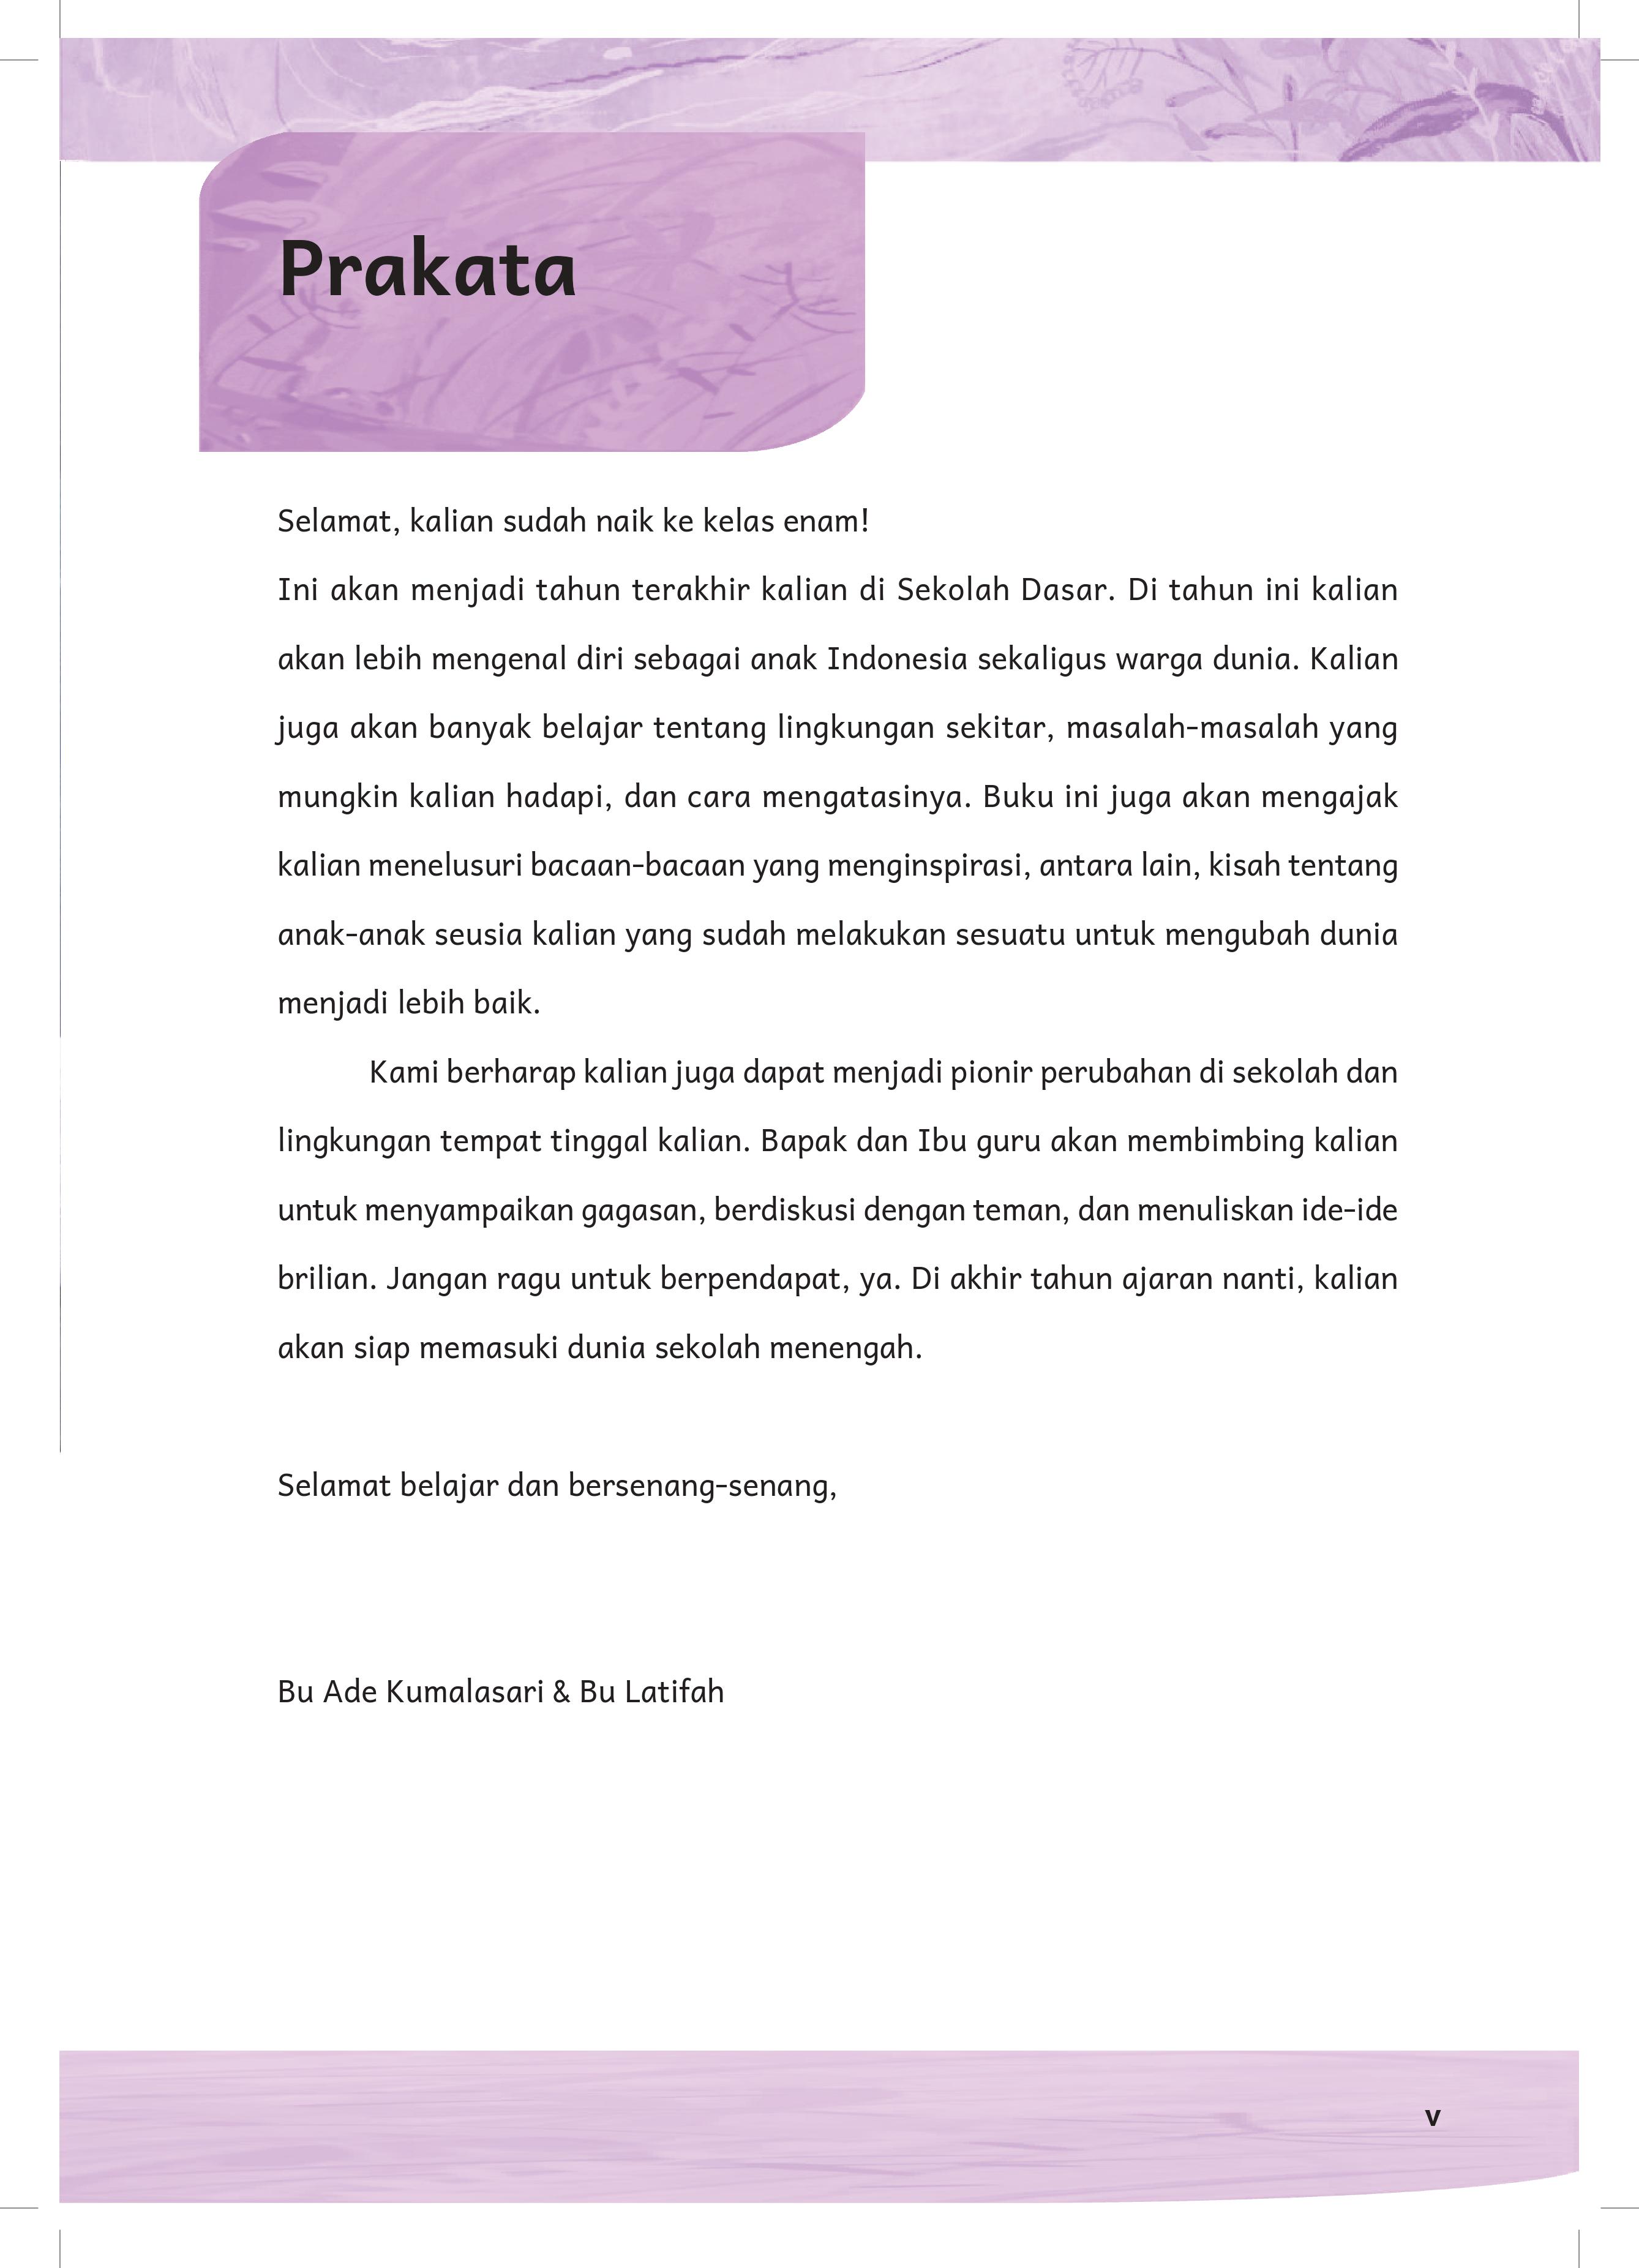 Prakata
Selamat, kalian sudah naik ke kelas enam!
Ini akan menjadi tahun terakhir kalian di Sekolah Dasar. Di tahun ini kalian
akan lebih mengenal diri sebagai anak Indonesia sekaligus warga dunia. Kalian
juga akan banyak belajar tentang lingkungan sekitar, masalah-masalah yang
mungkin kalian hadapi, dan cara mengatasinya. Buku ini juga akan mengajak
kalian menelusuri bacaan-bacaan yang menginspirasi, antara lain, kisah tentang
anak-anak seusia kalian yang sudah melakukan sesuatu untuk mengubah dunia
menjadi lebih baik.
Kami berharap kalian juga dapat menjadi pionir perubahan di sekolah dan
lingkungan tempat tinggal kalian. Bapak dan Ibu guru akan membimbing kalian
untuk menyampaikan gagasan, berdiskusi dengan teman, dan menuliskan ide-ide
brilian. Jangan ragu untuk berpendapat, ya. Di akhir tahun ajaran nanti, kalian
akan siap memasuki dunia sekolah menengah.
Selamat belajar dan bersenang-senang,
Bu Ade Kumalasari & Bu Latifah
v